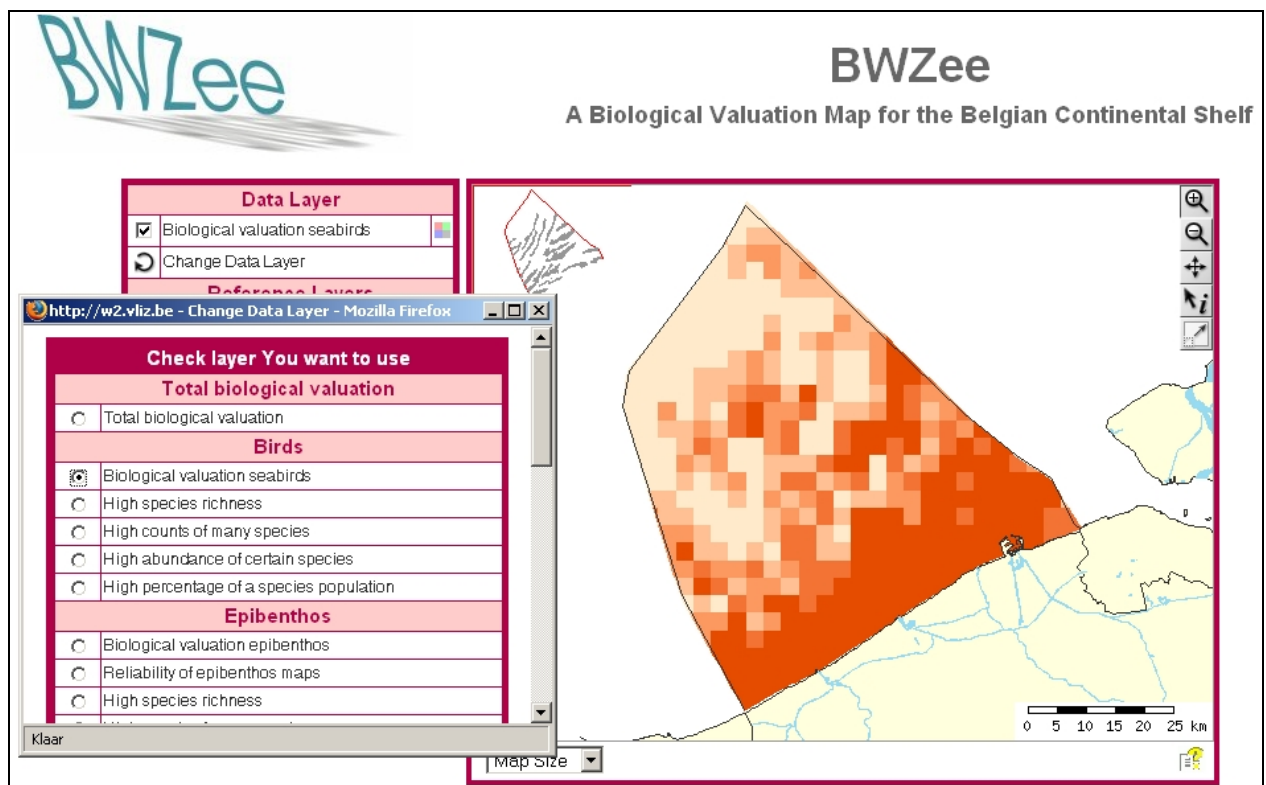 BWZee
BWZee
A Biological Valuation Map for the Belgian Continental Shelf
Data Layer
Biological valuation seabirds
Change Data Layer
Reference Layers
http://w2.vliz.be - Change Data Layer - Mozilla Firefox
Check layer You want to use
Total biological valuation
Total biological valuation
Birds
Biological valuation seabirds
High species richness
High counts of many species
High abundance of certain species
High percentage of a species population
Epibenthos
Biological valuation epibenthos
Reliability of epibenthos maps
High species richness
Klaar
0 5 10 15 20 25 km
Map Size